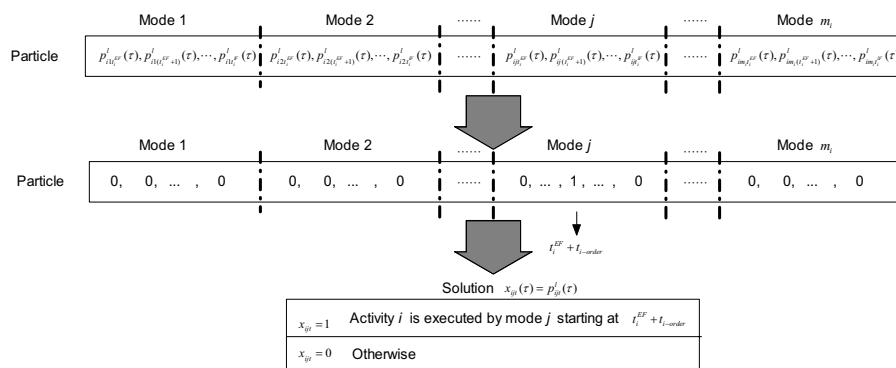 Mode 1 Mode 2 ...... Mode j ...... Mode m_i
Particle p^l_{i1t_i^{EF}}(τ), p^l_{i1(t_i^{EF}+1)}(τ), ⋯, p^l_{i1t_i^{lF}}(τ) p^l_{i2t_i^{EF}}(τ), p^l_{i2(t_i^{EF}+1)}(τ), ⋯, p^l_{i2t_i^{lF}}(τ) ...... p^l_{ijt_i^{EF}}(τ), p^l_{ij(t_i^{EF}+1)}(τ), ⋯, p^l_{ijt_i^{lF}}(τ) ...... p^l_{im_it_i^{EF}}(τ), p^l_{im_i(t_i^{EF}+1)}(τ), ⋯, p^l_{im_it_i^{lF}}(τ)
Mode 1 Mode 2 ...... Mode j ...... Mode m_i
Particle 0, 0, ... , 0 0, 0, ... , 0 ...... 0, ... , 1, ... , 0 ...... 0, 0, ... , 0
t_i^{EF} + t_{i-order}
Solution x_{ijt}(τ) = p^l_{ijt}(τ)
x_{ijt} = 1 Activity i is executed by mode j starting at t_i^{EF} + t_{i-order}
x_{ijt} = 0 Otherwise